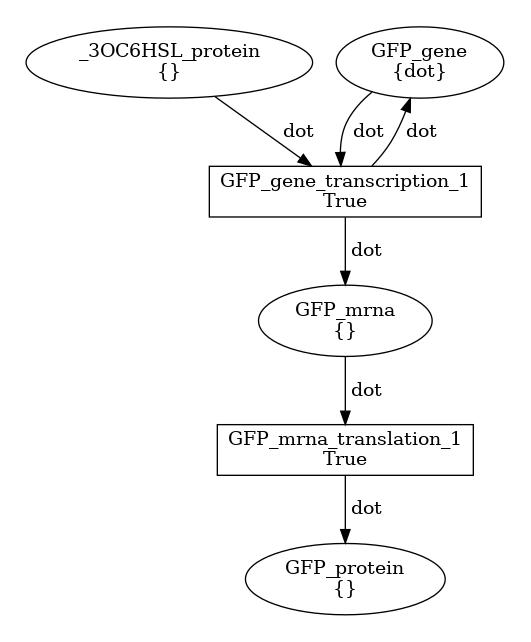 _3OC6HSL_protein
{}
GFP_gene
{dot}
dot
dot
dot
GFP_gene_transcription_1
True
dot
GFP_mrna
{}
dot
GFP_mrna_translation_1
True
dot
GFP_protein
{}